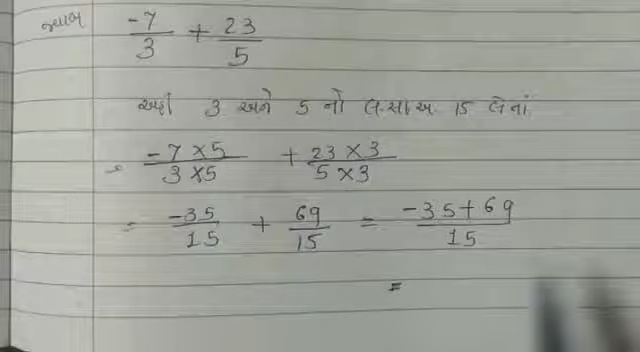 જવાબ -7/3 + 23/5
અહીં 3 અને 5 નો લ.સા.અ. 15 લેતાં
= -7×5/3×5 + 23×3/5×3
= -35/15 + 69/15 = -35+69/15
=